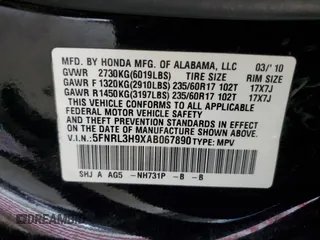 MFD. BY HONDA MFG. OF ALABAMA, LLC 03/'10
GVWR 2730KG(6019LBS) TIRE SIZE RIM SIZE
GAWR F 1320KG(2910LBS) 235/60R17 102T 17X7J
GAWR R1450KG(3197LBS) 235/60R17 102T 17X7J
THIS VEHICLE CONFORMS TO ALL APPLICABLE
FEDERAL MOTOR VEHICLE SAFETY AND THEFT
PREVENTION STANDARDS IN EFFECT ON THE DATE
OF MANUFACTURE SHOWN ABOVE.
V.I.N.:5FNRL3H9XAB067890 TYPE: MPV
SHJ A AG5 -NH731P -B -B
DREAM